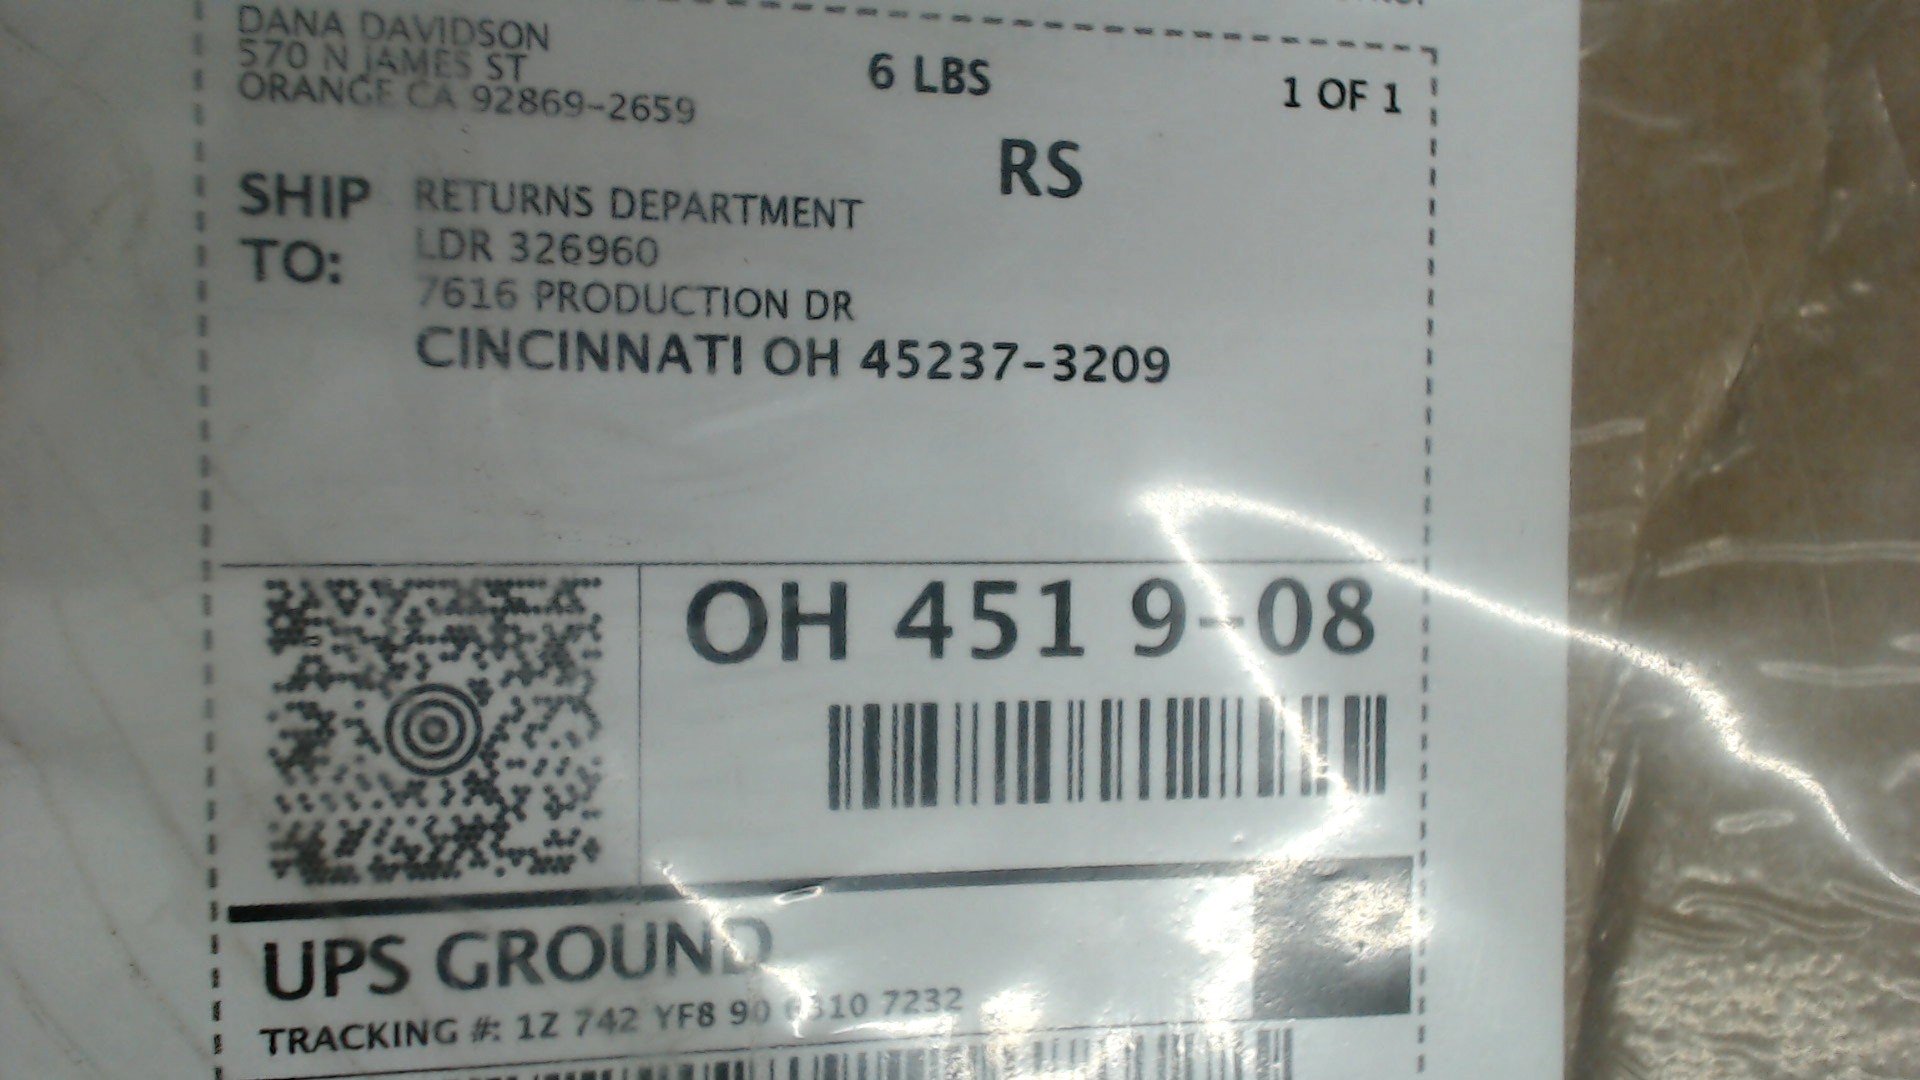 DANA DAVIDSON
570 N JAMES ST
ORANGE CA 92869-2659
6 LBS
1 OF 1
RS
SHIP TO:
RETURNS DEPARTMENT
LDR 326960
7616 PRODUCTION DR
CINCINNATI OH 45237-3209
OH 451 9-08
UPS GROUND
TRACKING #: 1Z 742 YF8 90 7232